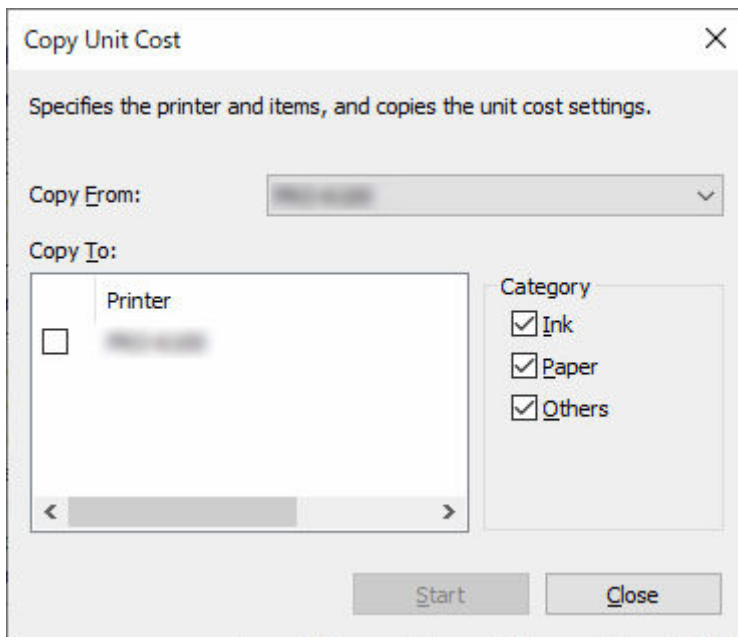 Copy Unit Cost
Specifies the printer and items, and copies the unit cost settings.
Copy From:
Copy To:
Printer
Category
Ink
Paper
Others
Start
Close